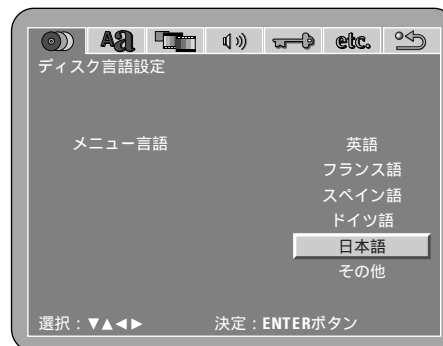 Aa etc.
ディスク言語設定
メニュー言語 英語
フランス語
スペイン語
ドイツ語
日本語
その他
選択：▼▲◀▶ 決定：ENTERボタン